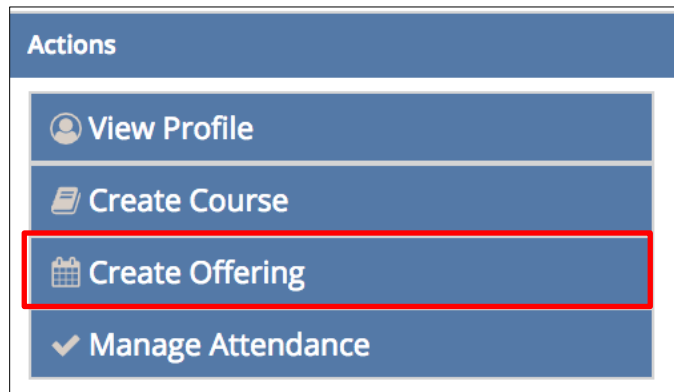 Actions
View Profile
Create Course
Create Offering
Manage Attendance